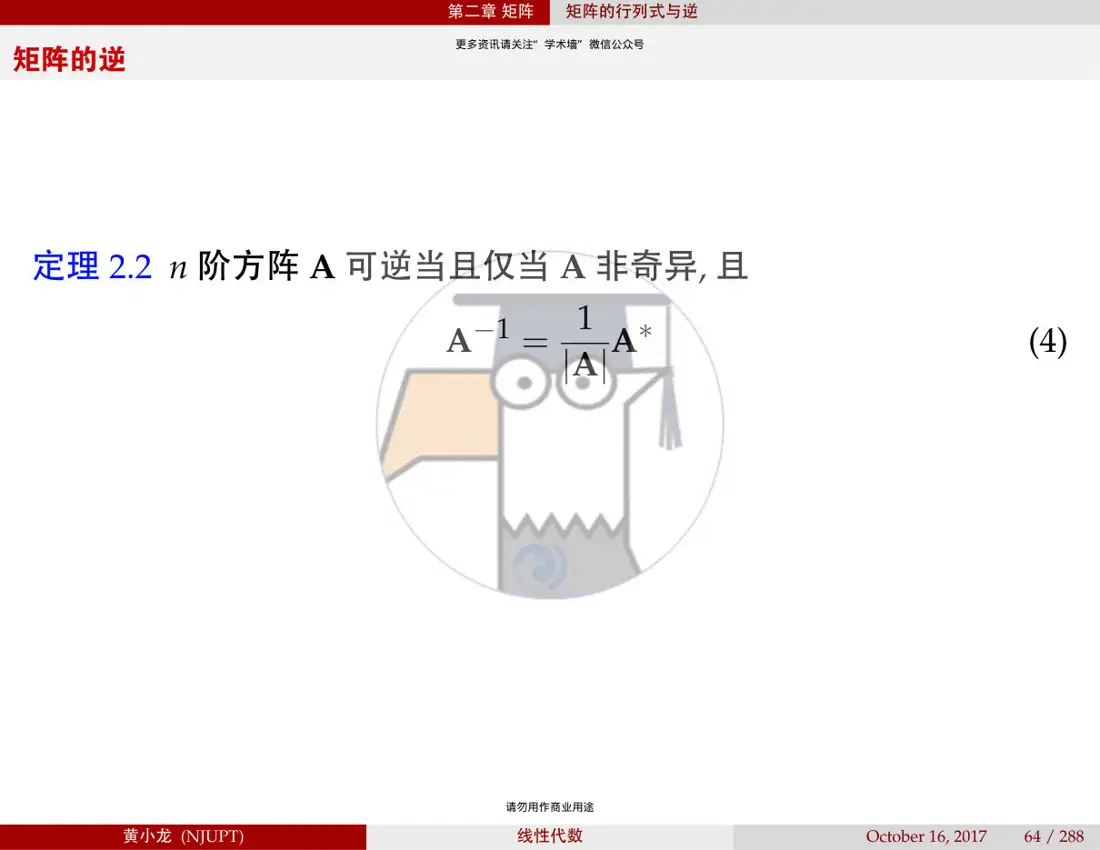 第二章 矩阵 矩阵的行列式与逆
更多资讯请关注“学术墙”微信公众号
矩阵的逆
定理 2.2 n 阶方阵 A 可逆当且仅当 A 非奇异, 且
A⁻¹ = 1/|A| A* (4)
请勿用作商业用途
黄小龙 (NJUPT) 线性代数 October 16, 2017 64 / 288